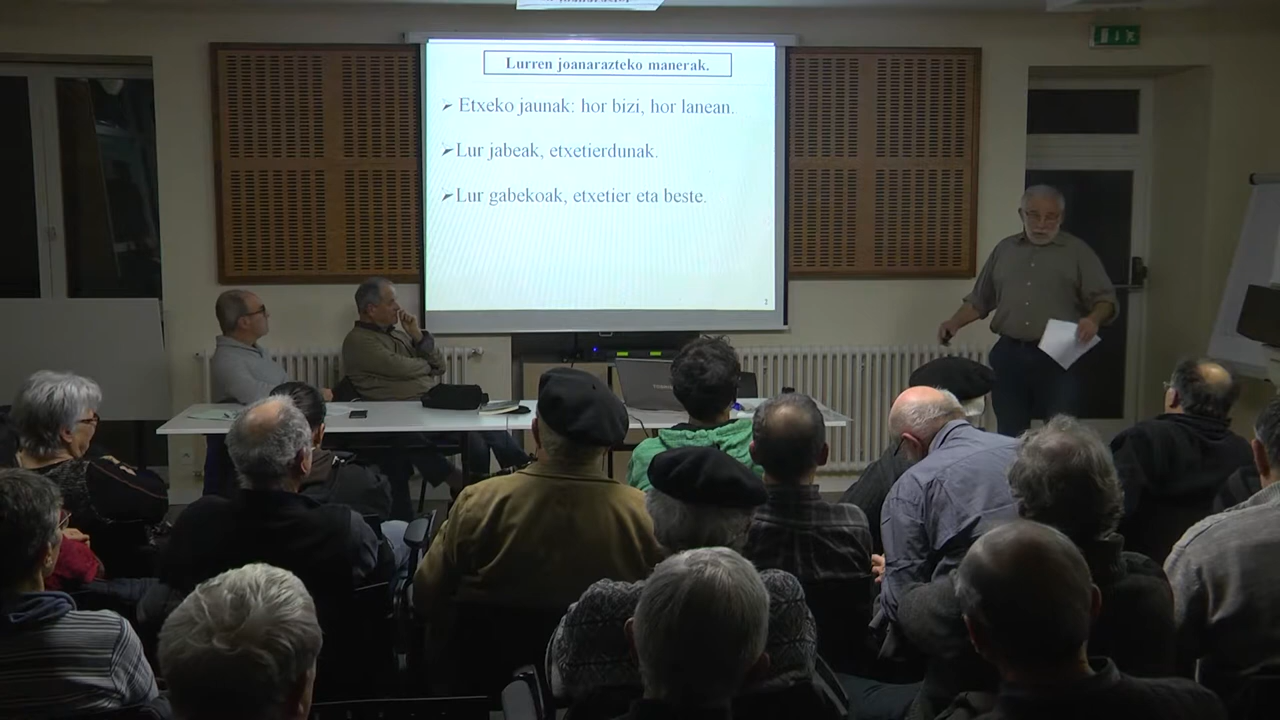 Lurren joanarazteko manerak.
➢ Etxeko jaunak: hor bizi, hor lanean.
➢ Lur jabeak, etxetierdunak.
➢ Lur gabekoak, etxetier eta beste.
2